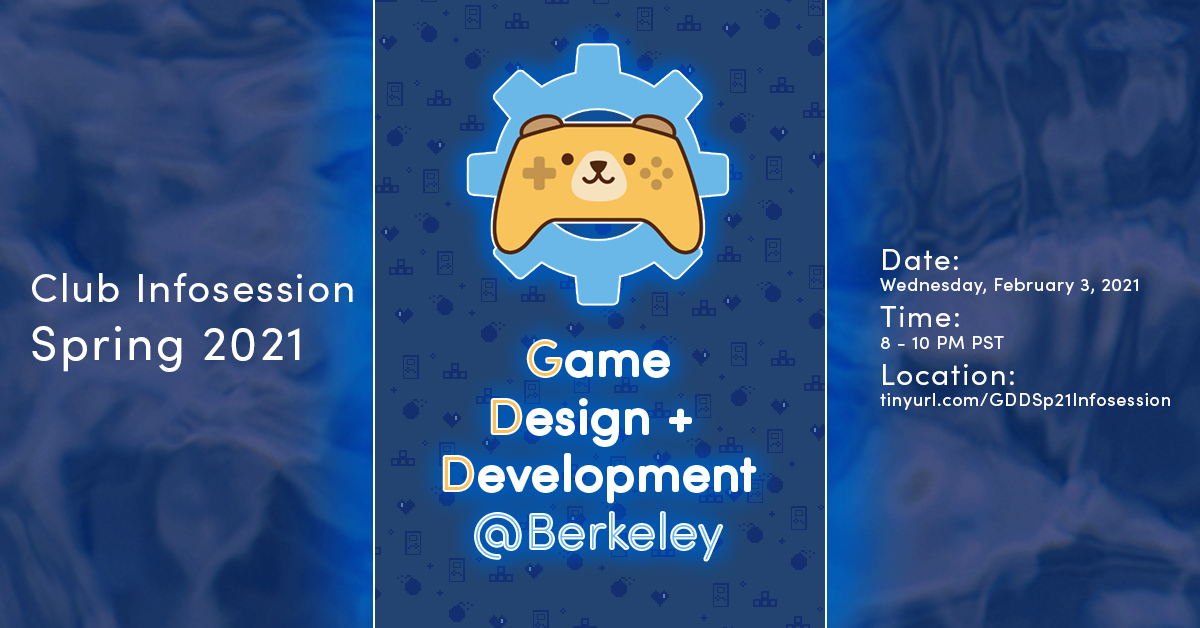 Club Infosession
Spring 2021
Game
Design +
Development
@Berkeley
Date:
Wednesday, February 3, 2021
Time:
8 - 10 PM PST
Location:
tinyurl.com/GDDSp21Infosession